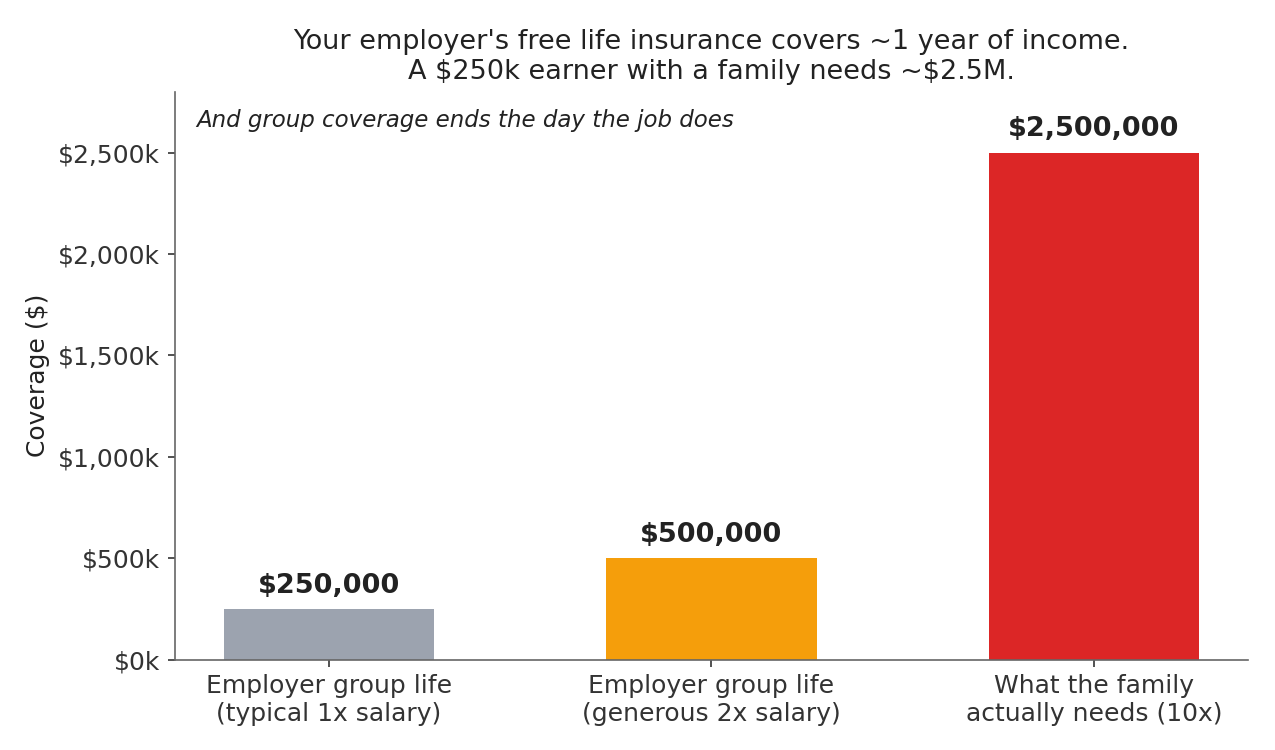 Your employer's free life insurance covers ~1 year of income.
A $250k earner with a family needs ~$2.5M.
And group coverage ends the day the job does
$2,500,000
$500,000
$250,000
Coverage ($)
$2,500k
$2,000k
$1,500k
$1,000k
$500k
$0k
Employer group life
(typical 1x salary)
Employer group life
(generous 2x salary)
What the family
actually needs (10x)